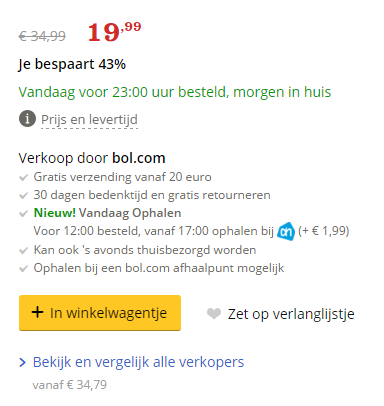 € 34,99 19,99
Je bespaart 43%
Vandaag voor 23:00 uur besteld, morgen in huis
i Prijs en levertijd
Verkoop door bol.com
Gratis verzending vanaf 20 euro
30 dagen bedenktijd en gratis retourneren
Nieuw! Vandaag Ophalen
Voor 12:00 besteld, vanaf 17:00 ophalen bij ah (+ € 1,99)
Kan ook 's avonds thuisbezorgd worden
Ophalen bij een bol.com afhaalpunt mogelijk
+ In winkelwagentje Zet op verlanglijstje
> Bekijk en vergelijk alle verkopers
vanaf € 34,79